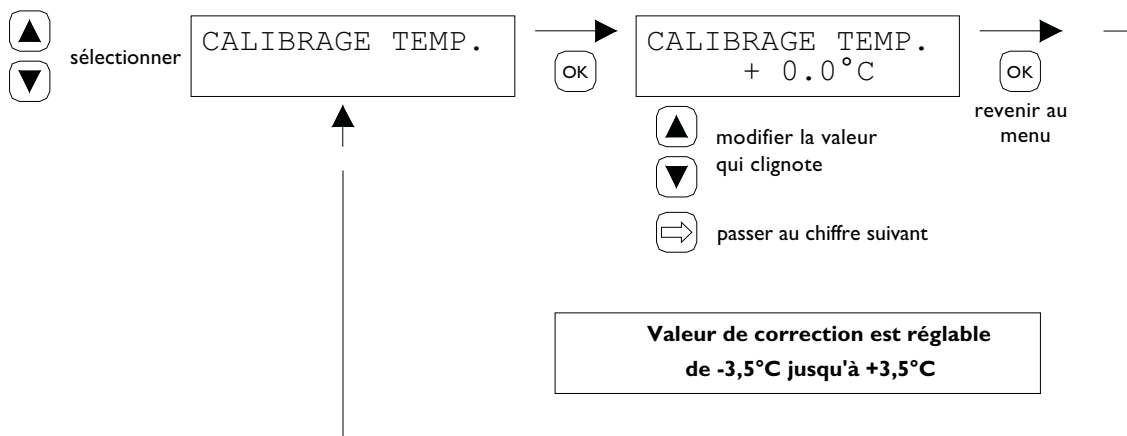 sélectionner
CALIBRAGE TEMP.
OK
CALIBRAGE TEMP.
+ 0.0°C
OK
revenir au
menu
modifier la valeur
qui clignote
passer au chiffre suivant
Valeur de correction est réglable
de -3,5°C jusqu'à +3,5°C